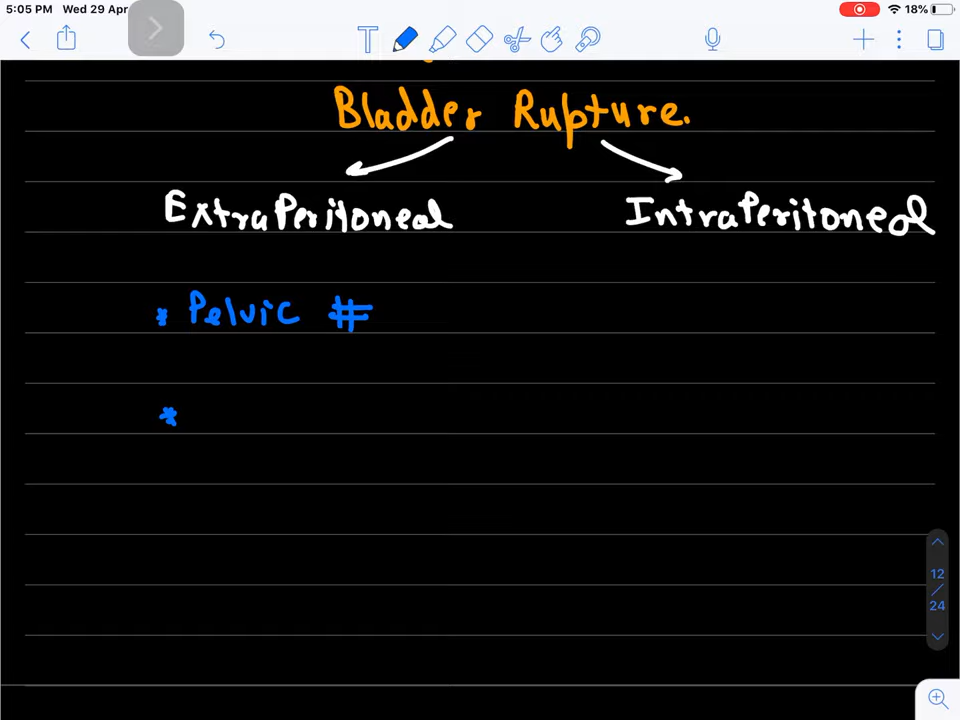 5:05 PM Wed 29 Apr 18%
T
Bladder Rupture.
ExtraPeritoneal IntraPeritoneal
* Pelvic #
*
12
/
24